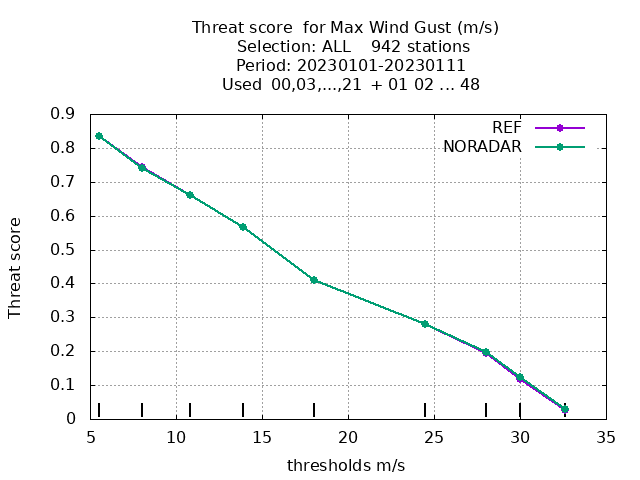 Threat score  for Max Wind Gust (m/s)
Selection: ALL    942 stations
Period: 20230101-20230111
Used  00,03,...,21  + 01 02 ... 48
REF
NORADAR
0.9
0.8
0.7
0.6
0.5
0.4
0.3
0.2
0.1
0
Threat score
5 10 15 20 25 30 35
thresholds m/s